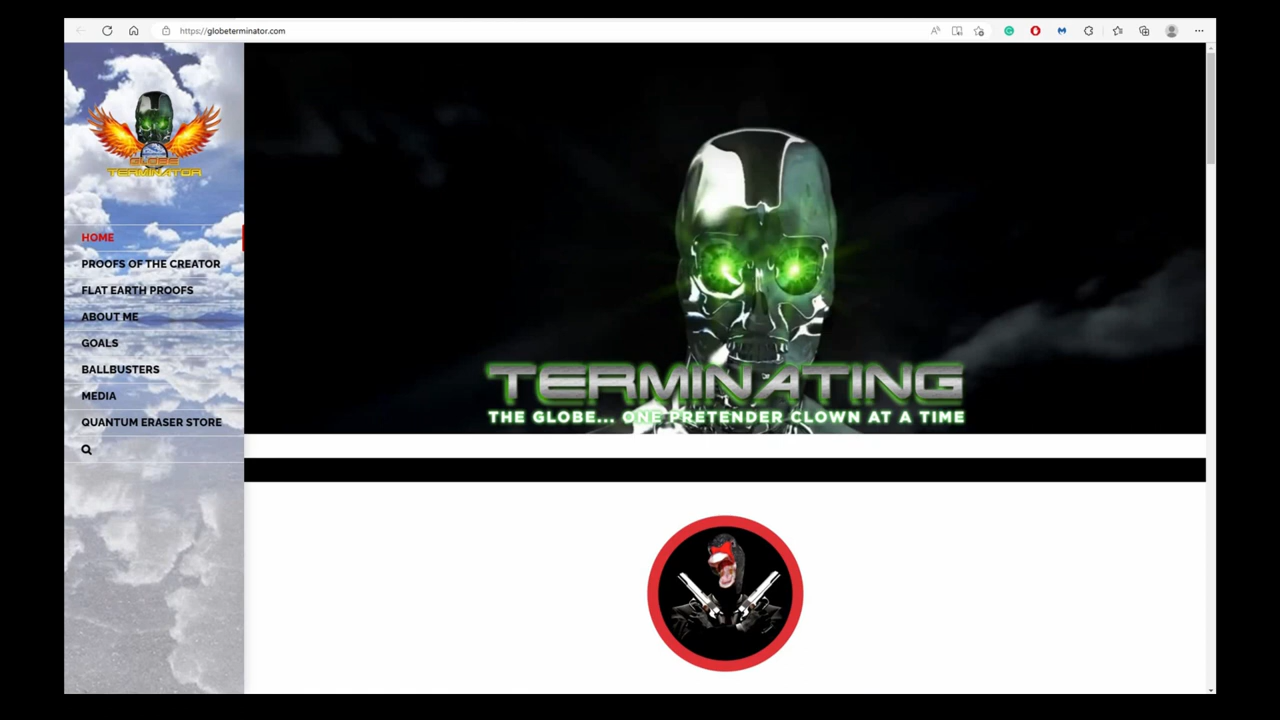 https://globeterminator.com
GLOBE
TERMINATOR
HOME
PROOFS OF THE CREATOR
FLAT EARTH PROOFS
ABOUT ME
GOALS
BALLBUSTERS
MEDIA
QUANTUM ERASER STORE
TERMINATING
THE GLOBE... ONE PRETENDER CLOWN AT A TIME